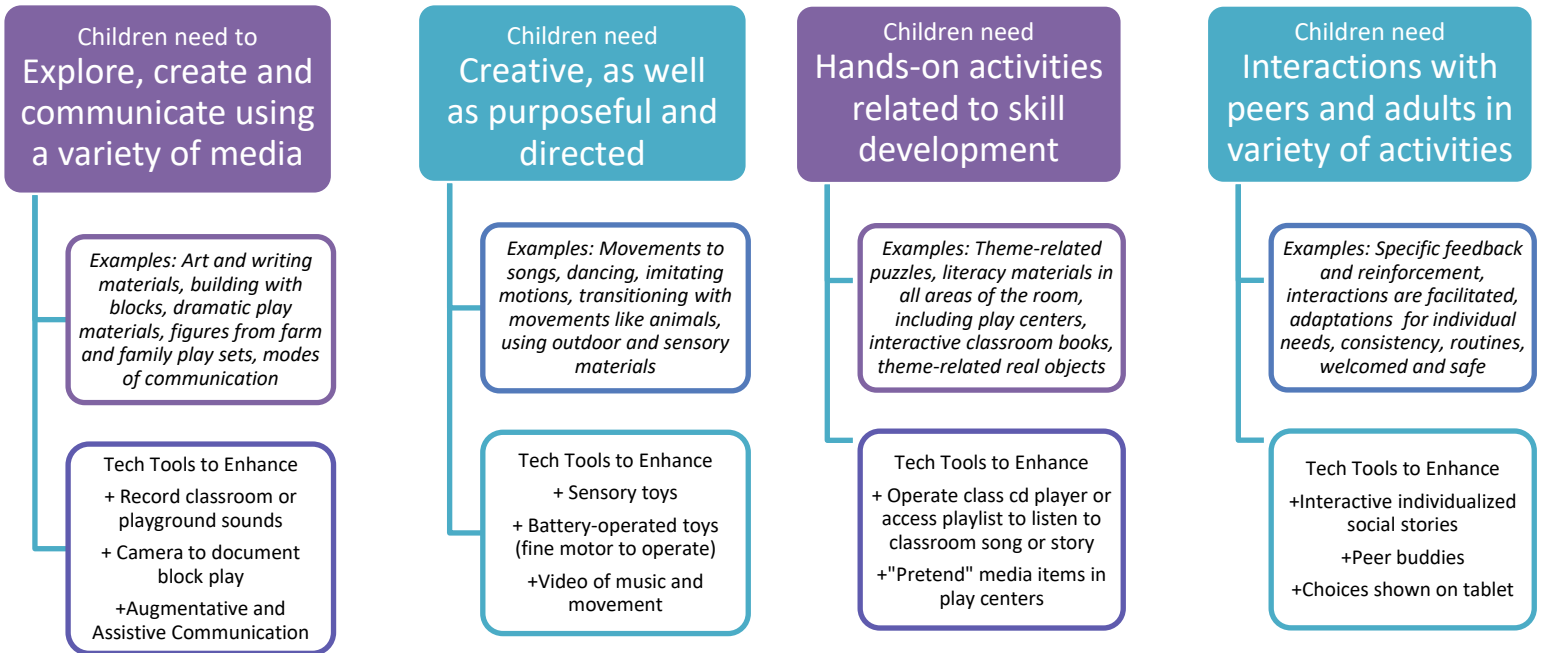 Children need to
Explore, create and
communicate using
a variety of media
Examples: Art and writing
materials, building with
blocks, dramatic play
materials, figures from farm
and family play sets, modes
of communication
Tech Tools to Enhance
+ Record classroom or
playground sounds
+ Camera to document
block play
+Augmentative and
Assistive Communication
Children need
Creative, as well
as purposeful and
directed
Examples: Movements to
songs, dancing, imitating
motions, transitioning with
movements like animals,
using outdoor and sensory
materials
Tech Tools to Enhance
+ Sensory toys
+ Battery-operated toys
(fine motor to operate)
+Video of music and
movement
Children need
Hands-on activities
related to skill
development
Examples: Theme-related
puzzles, literacy materials in
all areas of the room,
including play centers,
interactive classroom books,
theme-related real objects
Tech Tools to Enhance
+ Operate class cd player or
access playlist to listen to
classroom song or story
+"Pretend" media items in
play centers
Children need
Interactions with
peers and adults in
variety of activities
Examples: Specific feedback
and reinforcement,
interactions are facilitated,
adaptations  for individual
needs, consistency, routines,
welcomed and safe
Tech Tools to Enhance
+Interactive individualized
social stories
+Peer buddies
+Choices shown on tablet